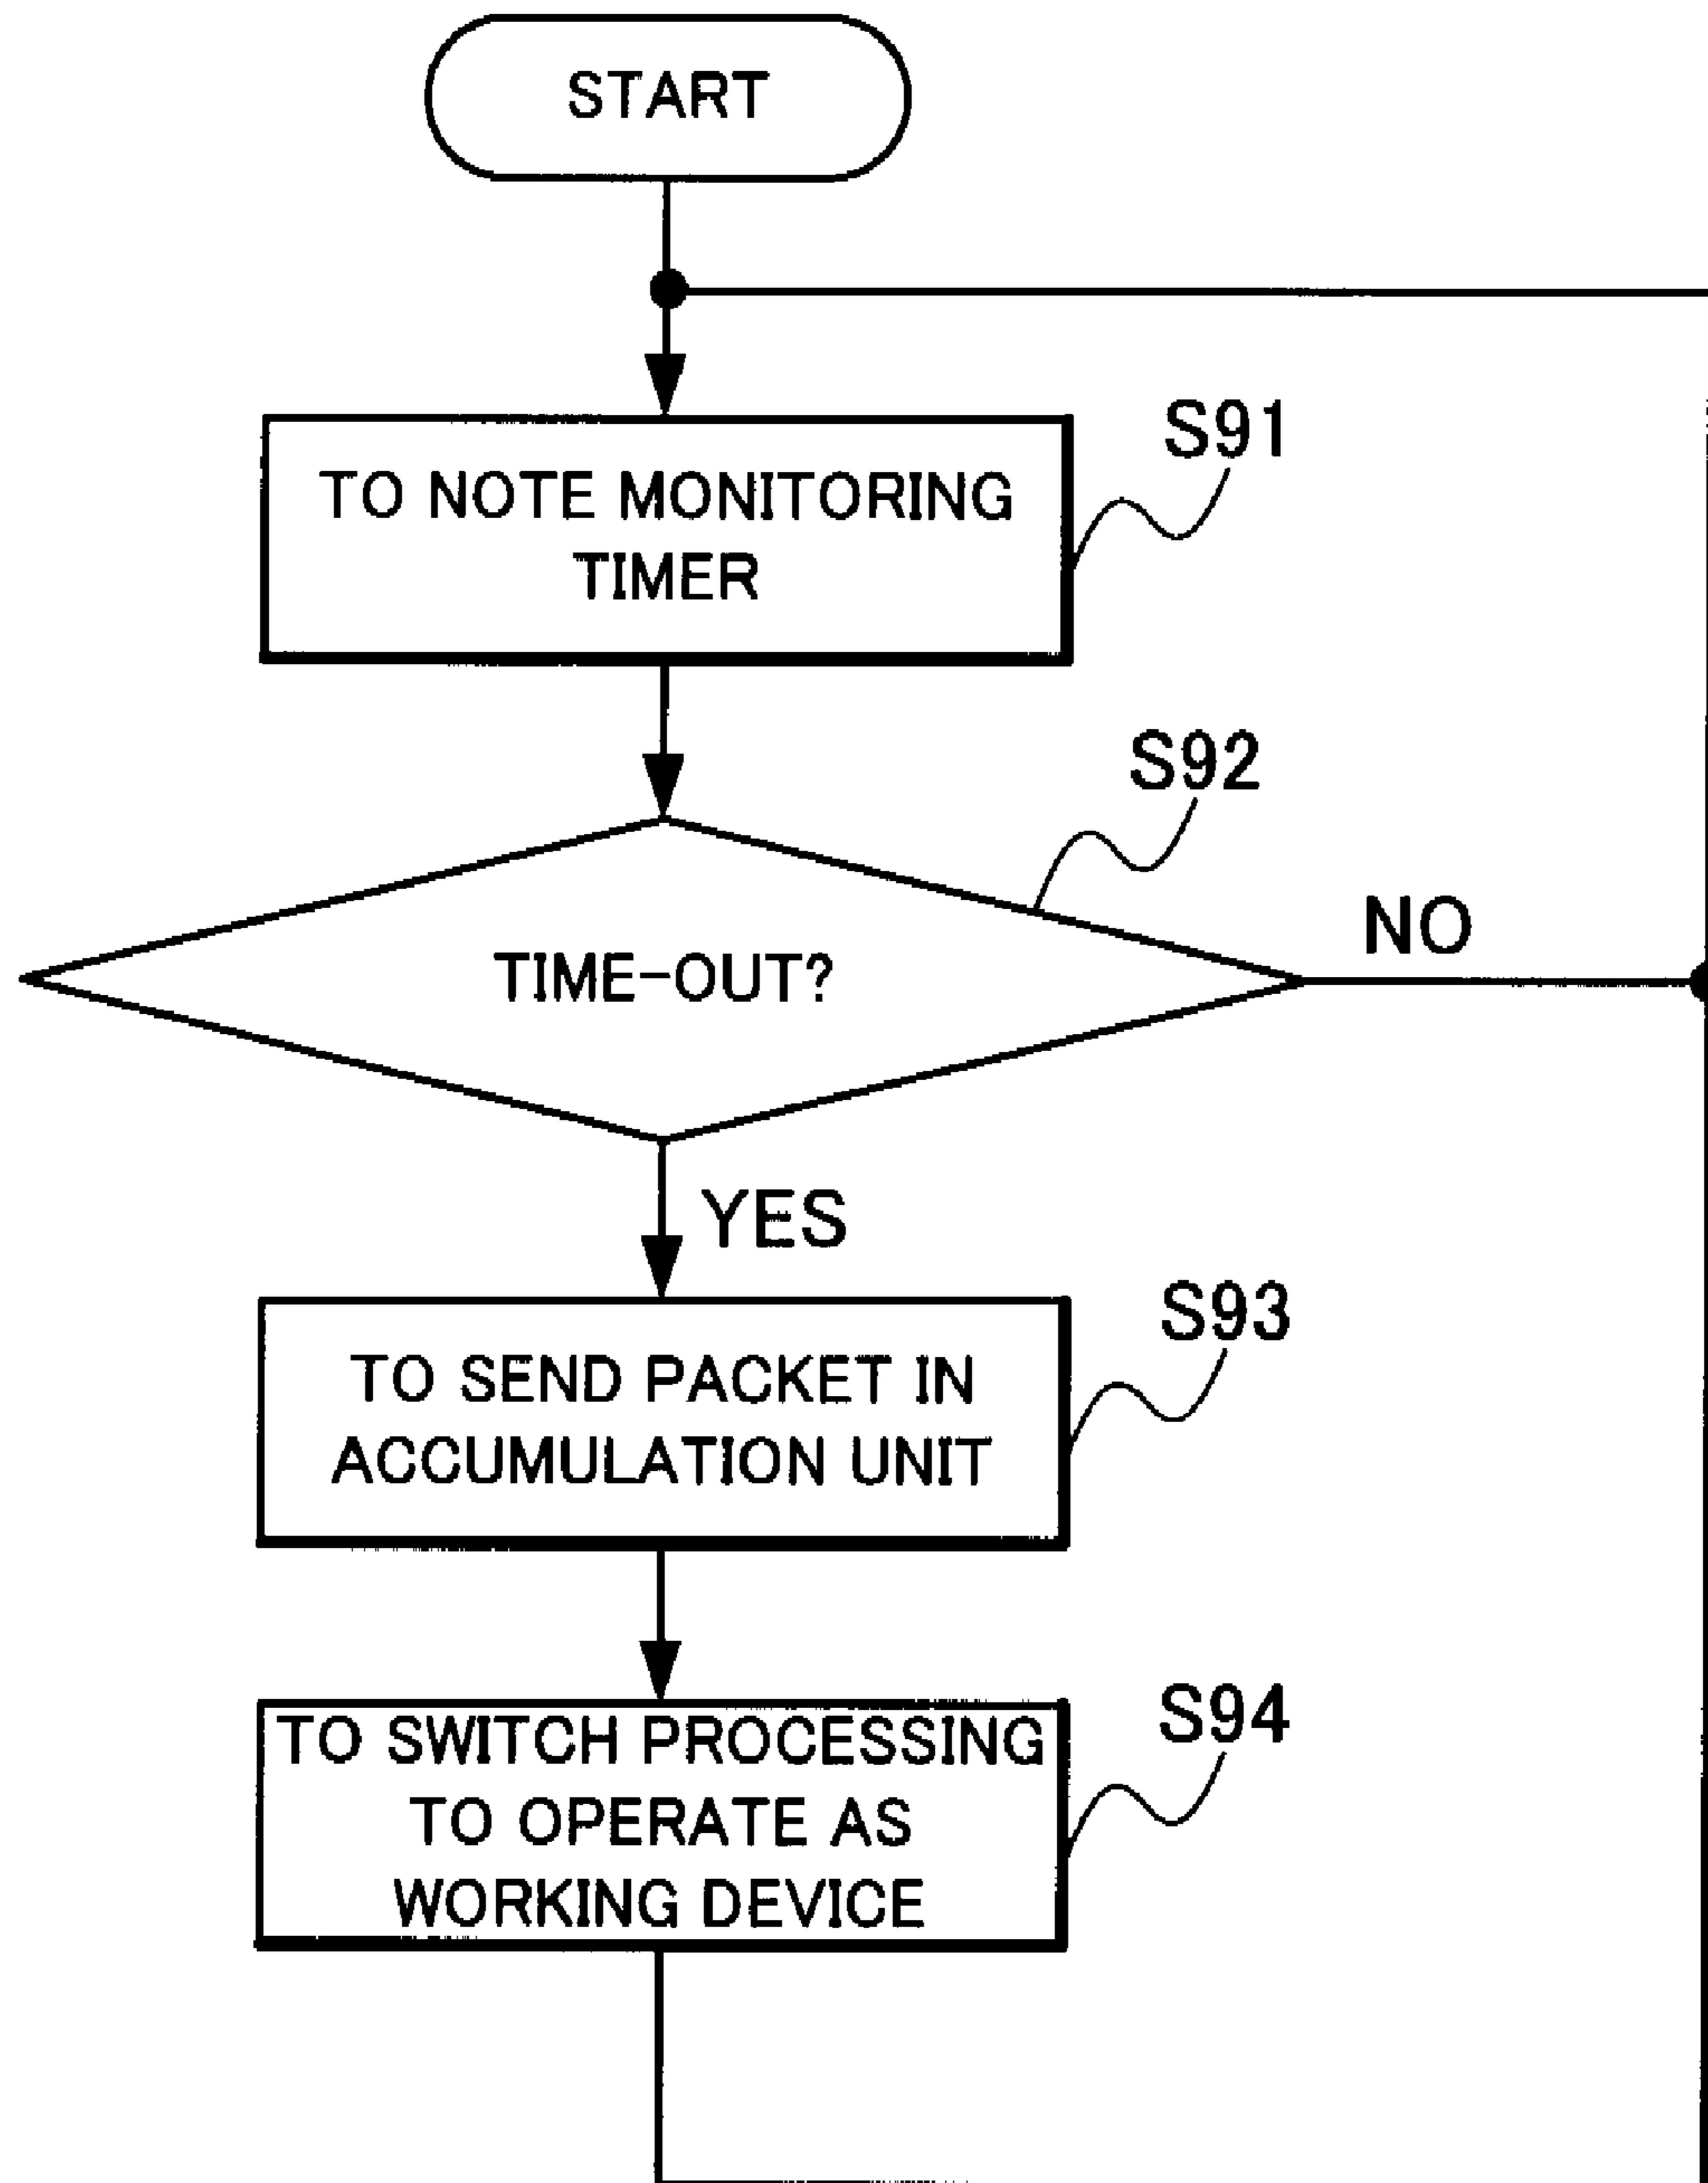 START
S91
TO NOTE MONITORING
TIMER
S92
TIME-OUT?
NO
YES
S93
TO SEND PACKET IN
ACCUMULATION UNIT
S94
TO SWITCH PROCESSING
TO OPERATE AS
WORKING DEVICE